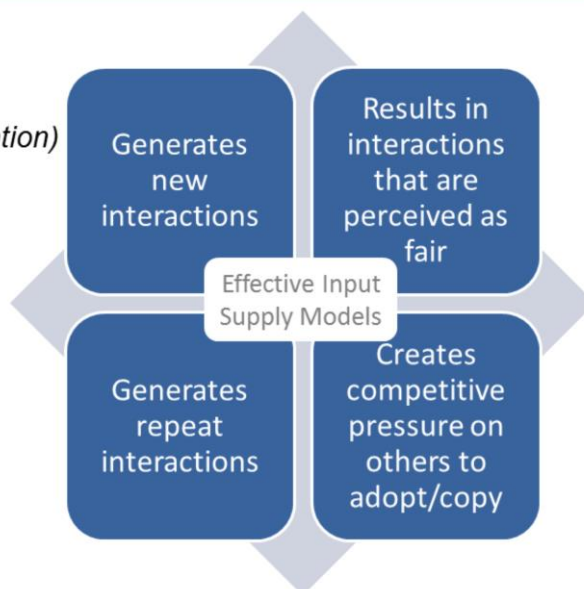 Generates
new
interactions
Results in
interactions
that are
perceived as
fair
Effective Input
Supply Models
Generates
repeat
interactions
Creates
competitive
pressure on
others to
adopt/copy